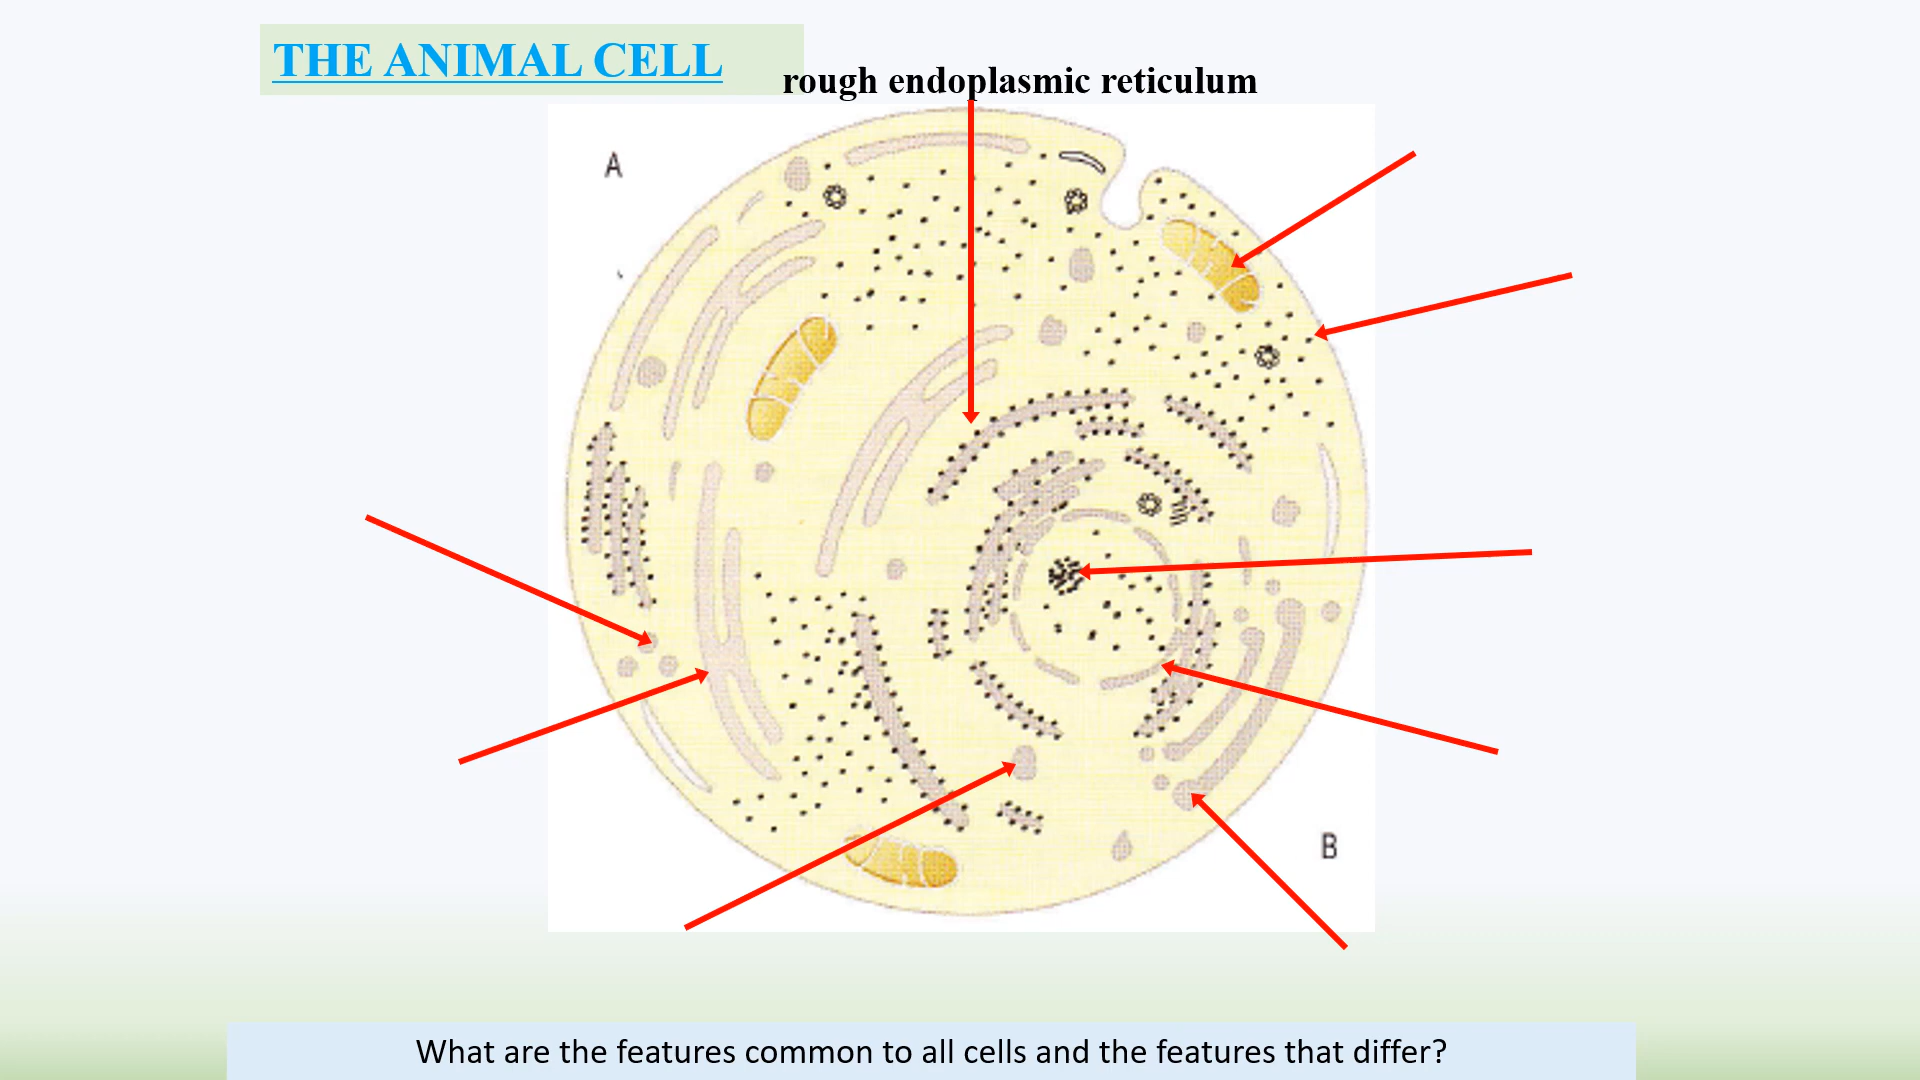 THE ANIMAL CELL
rough endoplasmic reticulum
A
B
What are the features common to all cells and the features that differ?